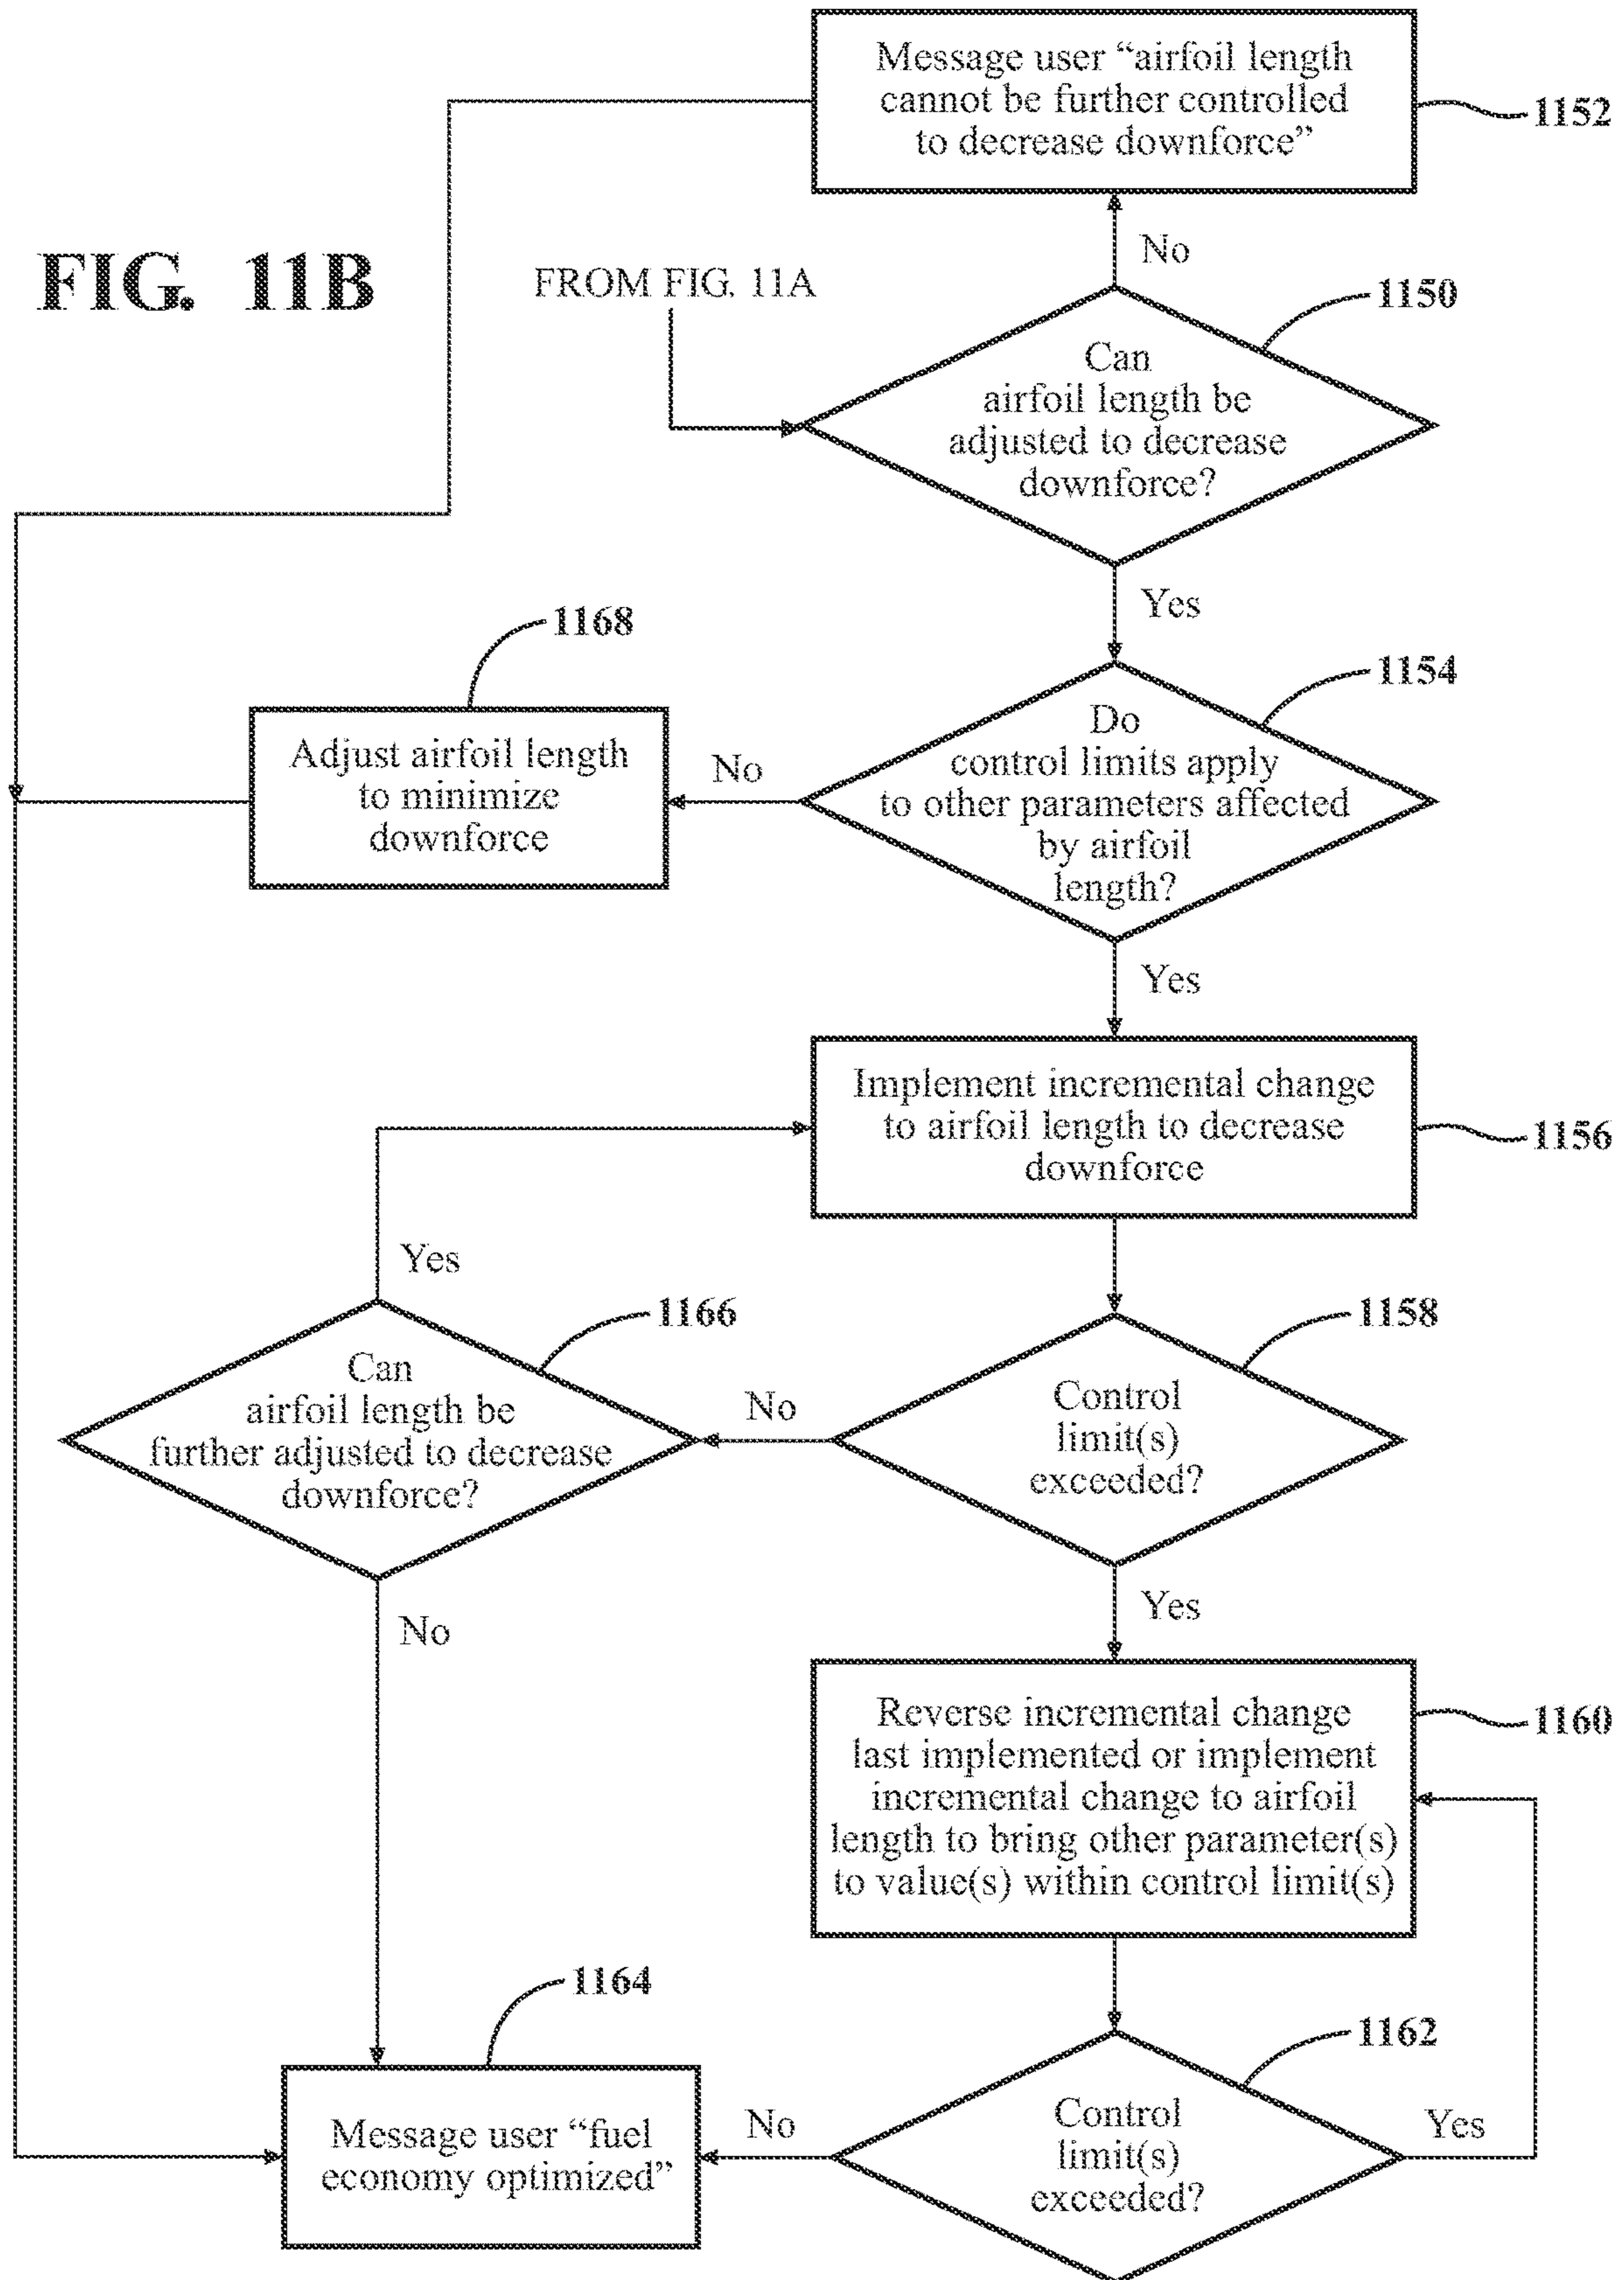 Message user “airfoil length
cannot be further controlled
to decrease downforce”
1152
No
FIG. 11B
FROM FIG. 11A
1150
Can
airfoil length be
adjusted to decrease
downforce?
Yes
1168
1154
Do
control limits apply
to other parameters affected
by airfoil
length?
No
Adjust airfoil length
to minimize
downforce
Yes
Implement incremental change
to airfoil length to decrease
downforce
1156
Yes
1166
1158
Can
airfoil length be
further adjusted to decrease
downforce?
No
Control
limit(s)
exceeded?
No
Yes
Reverse incremental change
last implemented or implement
incremental change to airfoil
length to bring other parameter(s)
to value(s) within control limit(s)
1160
1164
1162
Message user “fuel
economy optimized”
No
Control
limit(s)
exceeded?
Yes